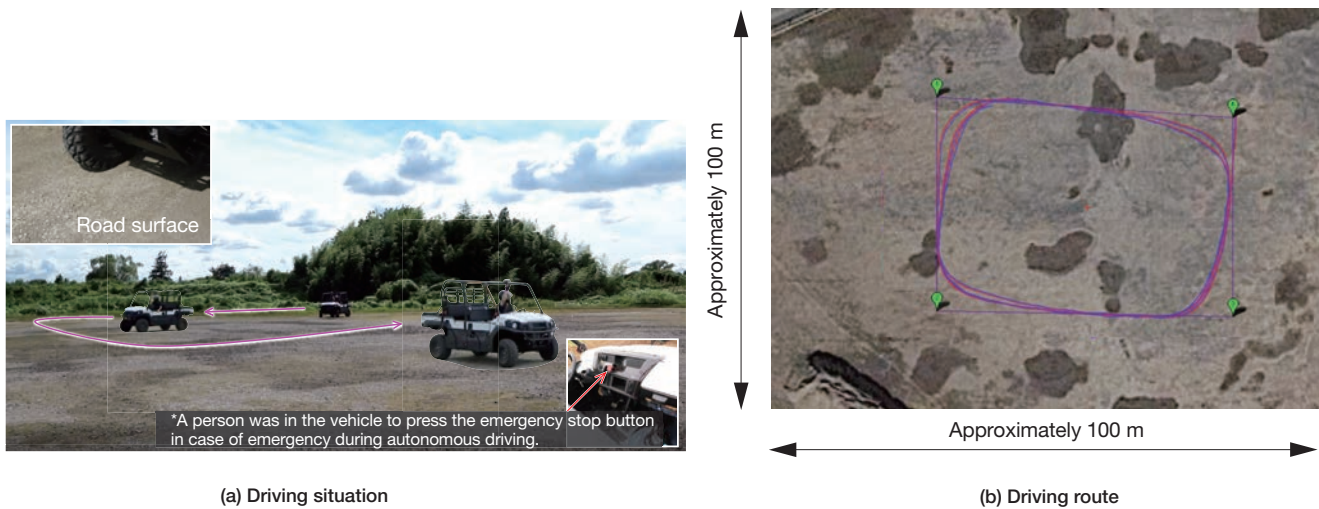 Road surface
*A person was in the vehicle to press the emergency stop button
in case of emergency during autonomous driving.
(a) Driving situation
Approximately 100 m
Approximately 100 m
(b) Driving route